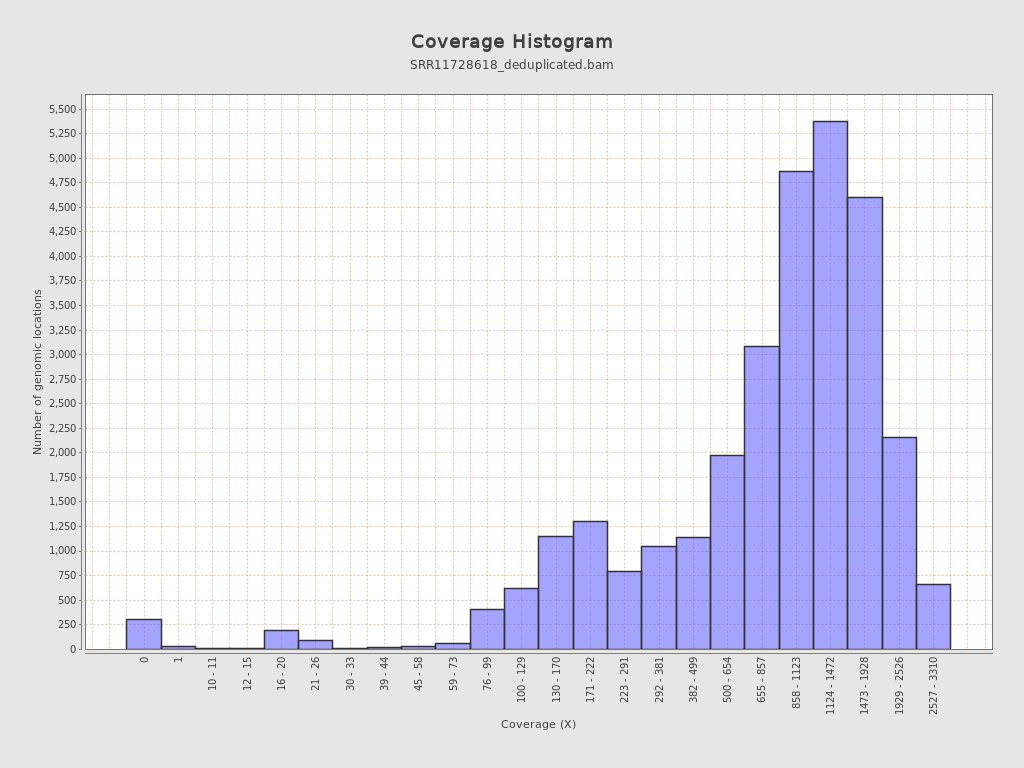 Coverage Histogram
SRR11728618_deduplicated.bam
Number of genomic locations
5,500
5,250
5,000
4,750
4,500
4,250
4,000
3,750
3,500
3,250
3,000
2,750
2,500
2,250
2,000
1,750
1,500
1,250
1,000
750
500
250
0
0
1
10 - 11
12 - 15
16 - 20
21 - 26
30 - 33
39 - 44
45 - 58
59 - 73
76 - 99
100 - 129
130 - 170
171 - 222
223 - 291
292 - 381
382 - 499
500 - 654
655 - 857
858 - 1123
1124 - 1472
1473 - 1928
1929 - 2526
2527 - 3310
Coverage (X)